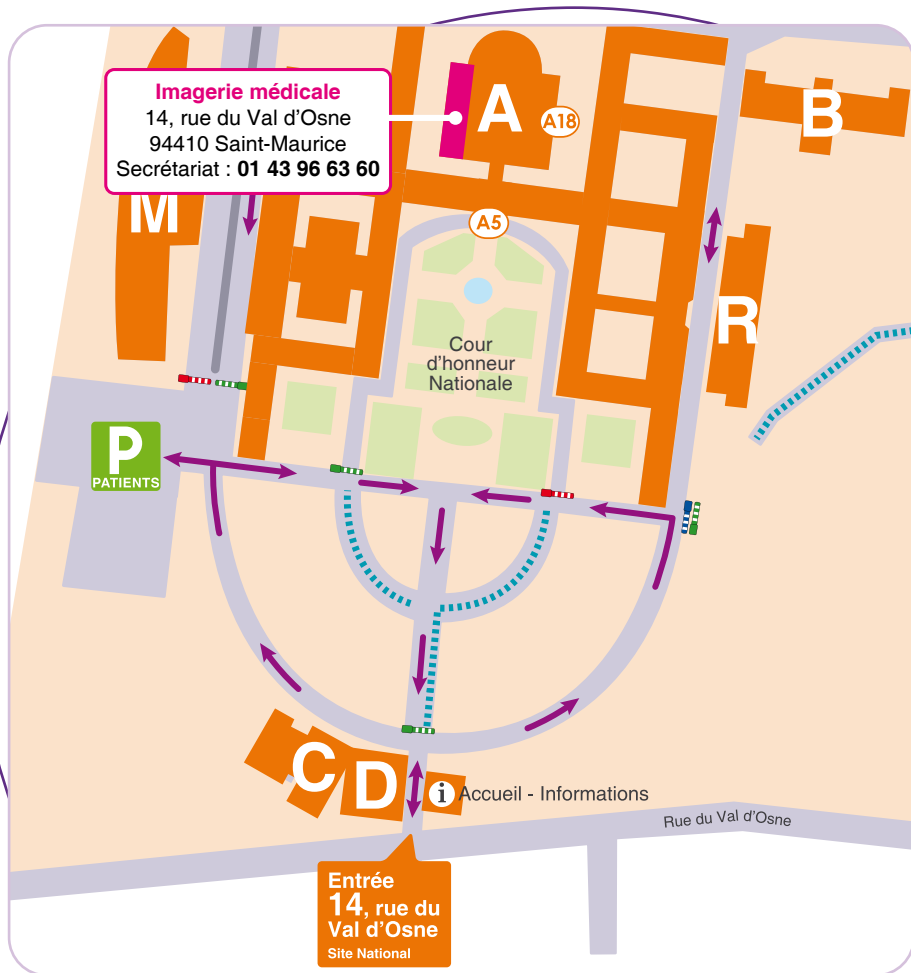 Imagerie médicale
14, rue du Val d’Osne
94410 Saint-Maurice
Secrétariat : 01 43 96 63 60
A
A18
B
M
A5
R
Cour
d'honneur
Nationale
P
PATIENTS
C
D
i
Accueil - Informations
Rue du Val d'Osne
Entrée
14, rue du
Val d’Osne
Site National